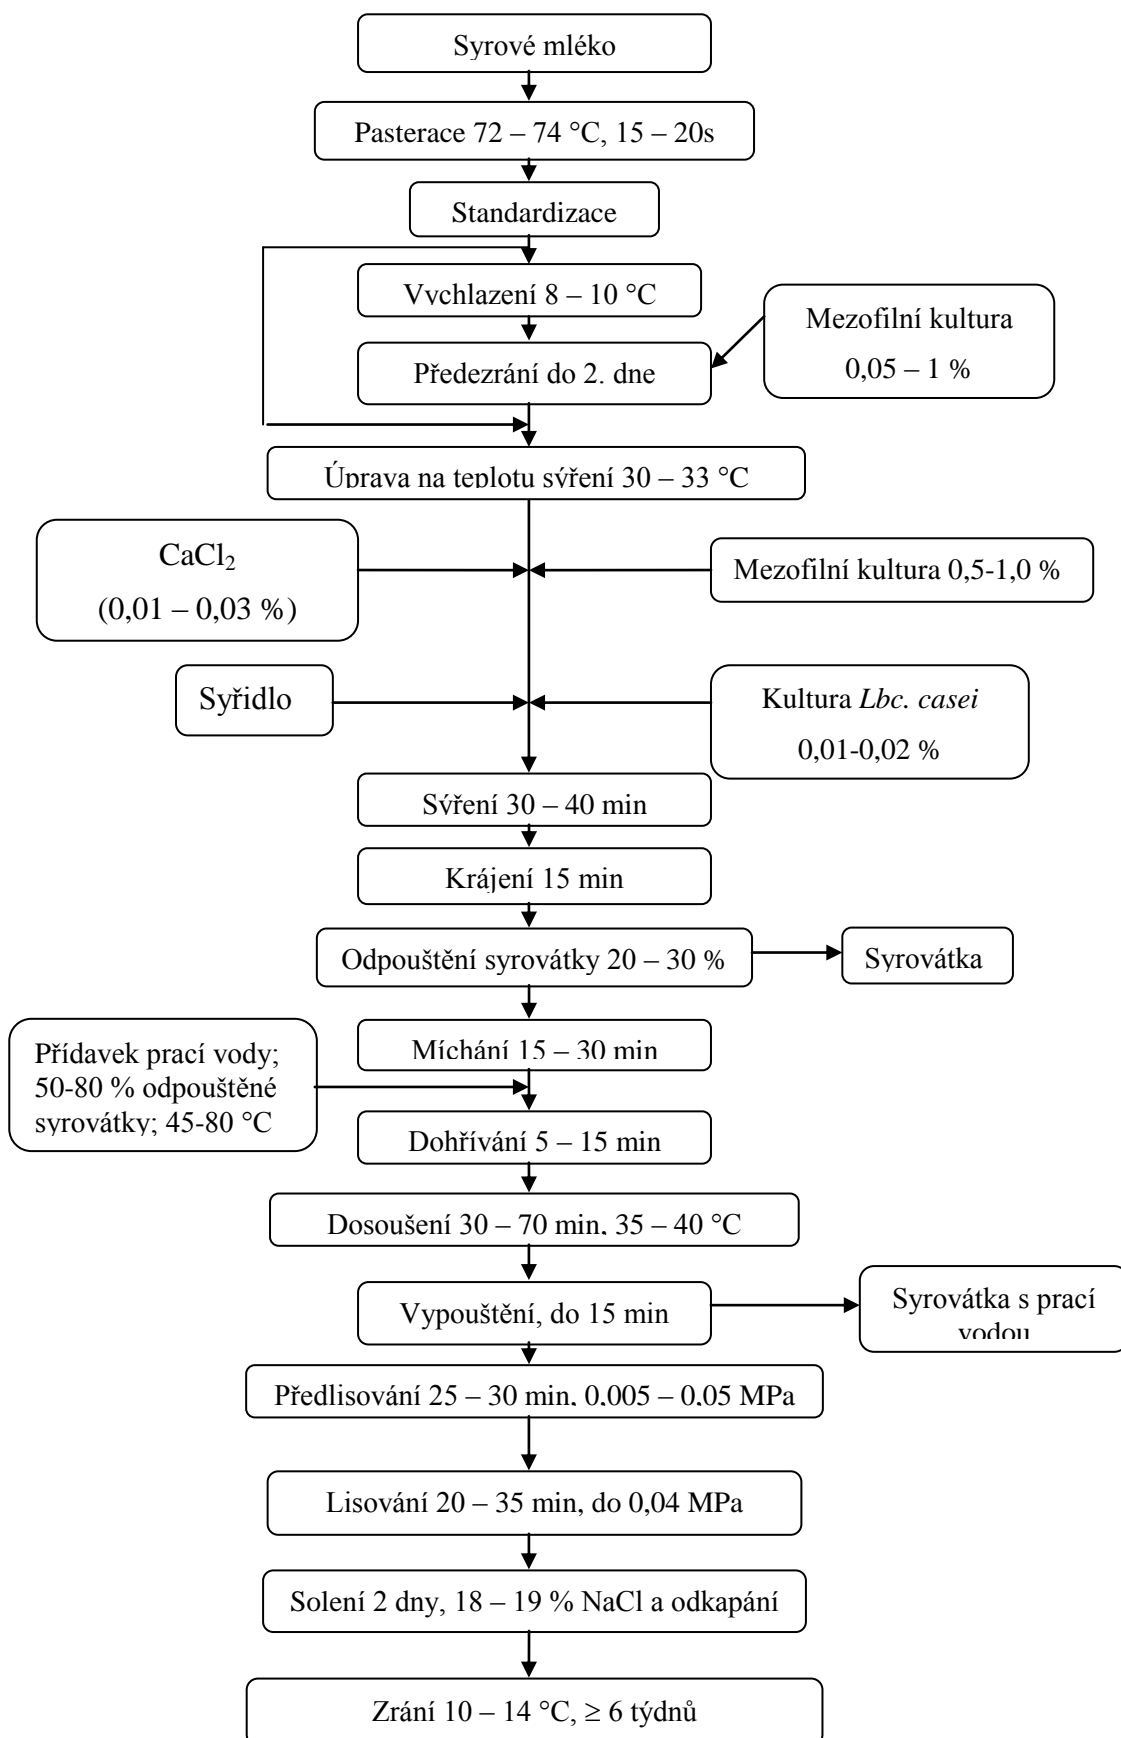 Syrové mléko
Pasterace 72 – 74 °C, 15 – 20s
Standardizace
Vychlazení 8 – 10 °C
Mezofilní kultura
0,05 – 1 %
Předezrání do 2. dne
Úprava na teplotu sýření 30 – 33 °C
CaCl₂
(0,01 – 0,03 %)
Mezofilní kultura 0,5-1,0 %
Syřidlo
Kultura Lbc. casei
0,01-0,02 %
Sýření 30 – 40 min
Krájení 15 min
Odpouštění syrovátky 20 – 30 %
Syrovátka
Míchání 15 – 30 min
Přídavek prací vody;
50-80 % odpouštěné
syrovátky; 45-80 °C
Dohřívání 5 – 15 min
Dosoušení 30 – 70 min, 35 – 40 °C
Vypouštění, do 15 min
Syrovátka s prací
vodou
Předlisování 25 – 30 min, 0,005 – 0,05 MPa
Lisování 20 – 35 min, do 0,04 MPa
Solení 2 dny, 18 – 19 % NaCl a odkapání
Zrání 10 – 14 °C, ≥ 6 týdnů